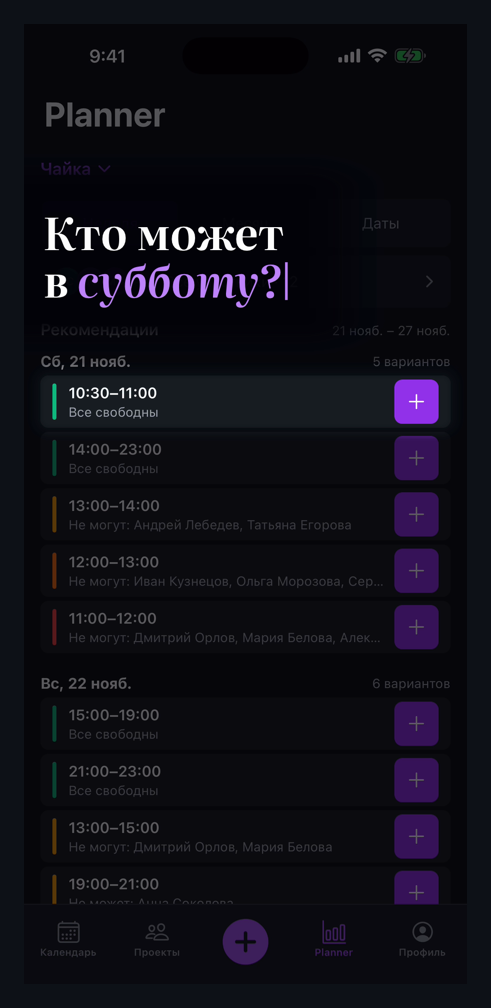 9:41
Planner
Чайка
Даты
Кто может
в субботу?
Рекомендации
21 нояб. – 27 нояб.
Сб, 21 нояб.
5 вариантов
10:30–11:00
Все свободны
14:00–23:00
Все свободны
13:00–14:00
Не могут: Андрей Лебедев, Татьяна Егорова
12:00–13:00
Не могут: Иван Кузнецов, Ольга Морозова, Сер...
11:00–12:00
Не могут: Дмитрий Орлов, Мария Белова, Алек...
Вс, 22 нояб.
6 вариантов
15:00–19:00
Все свободны
21:00–23:00
Все свободны
13:00–15:00
Не могут: Дмитрий Орлов, Мария Белова
19:00–21:00
Не может: Анна Соколова
Календарь
Проекты
Planner
Профиль